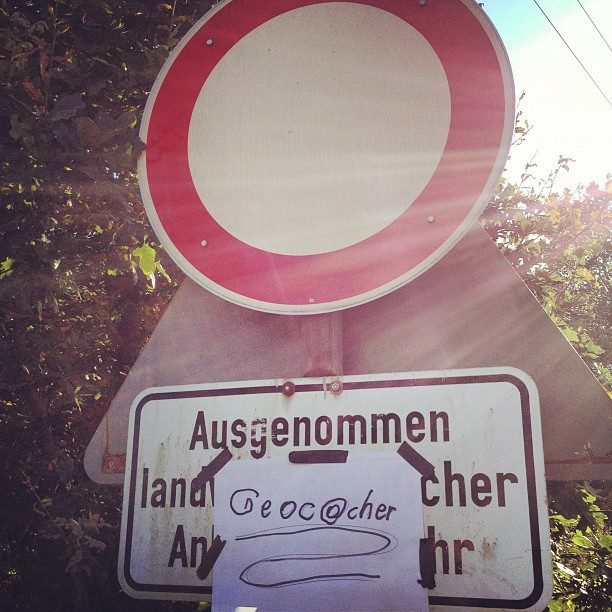 Ausgenommen
land cher
Geoc@cher
An hr